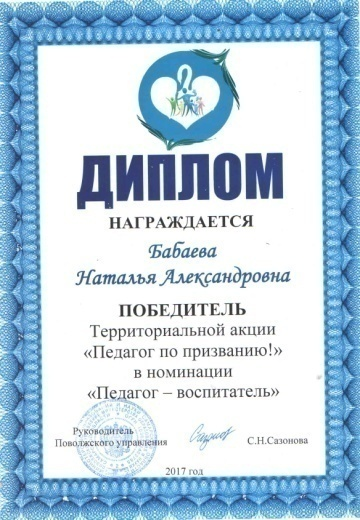 ДИПЛОМ
НАГРАЖДАЕТСЯ
Бабаева
Наталья Александровна
ПОБЕДИТЕЛЬ
Территориальной акции
«Педагог по призванию!»
в номинации
«Педагог – воспитатель»
Руководитель
Поволжского управления
С.Н.Сазонова
2017 год